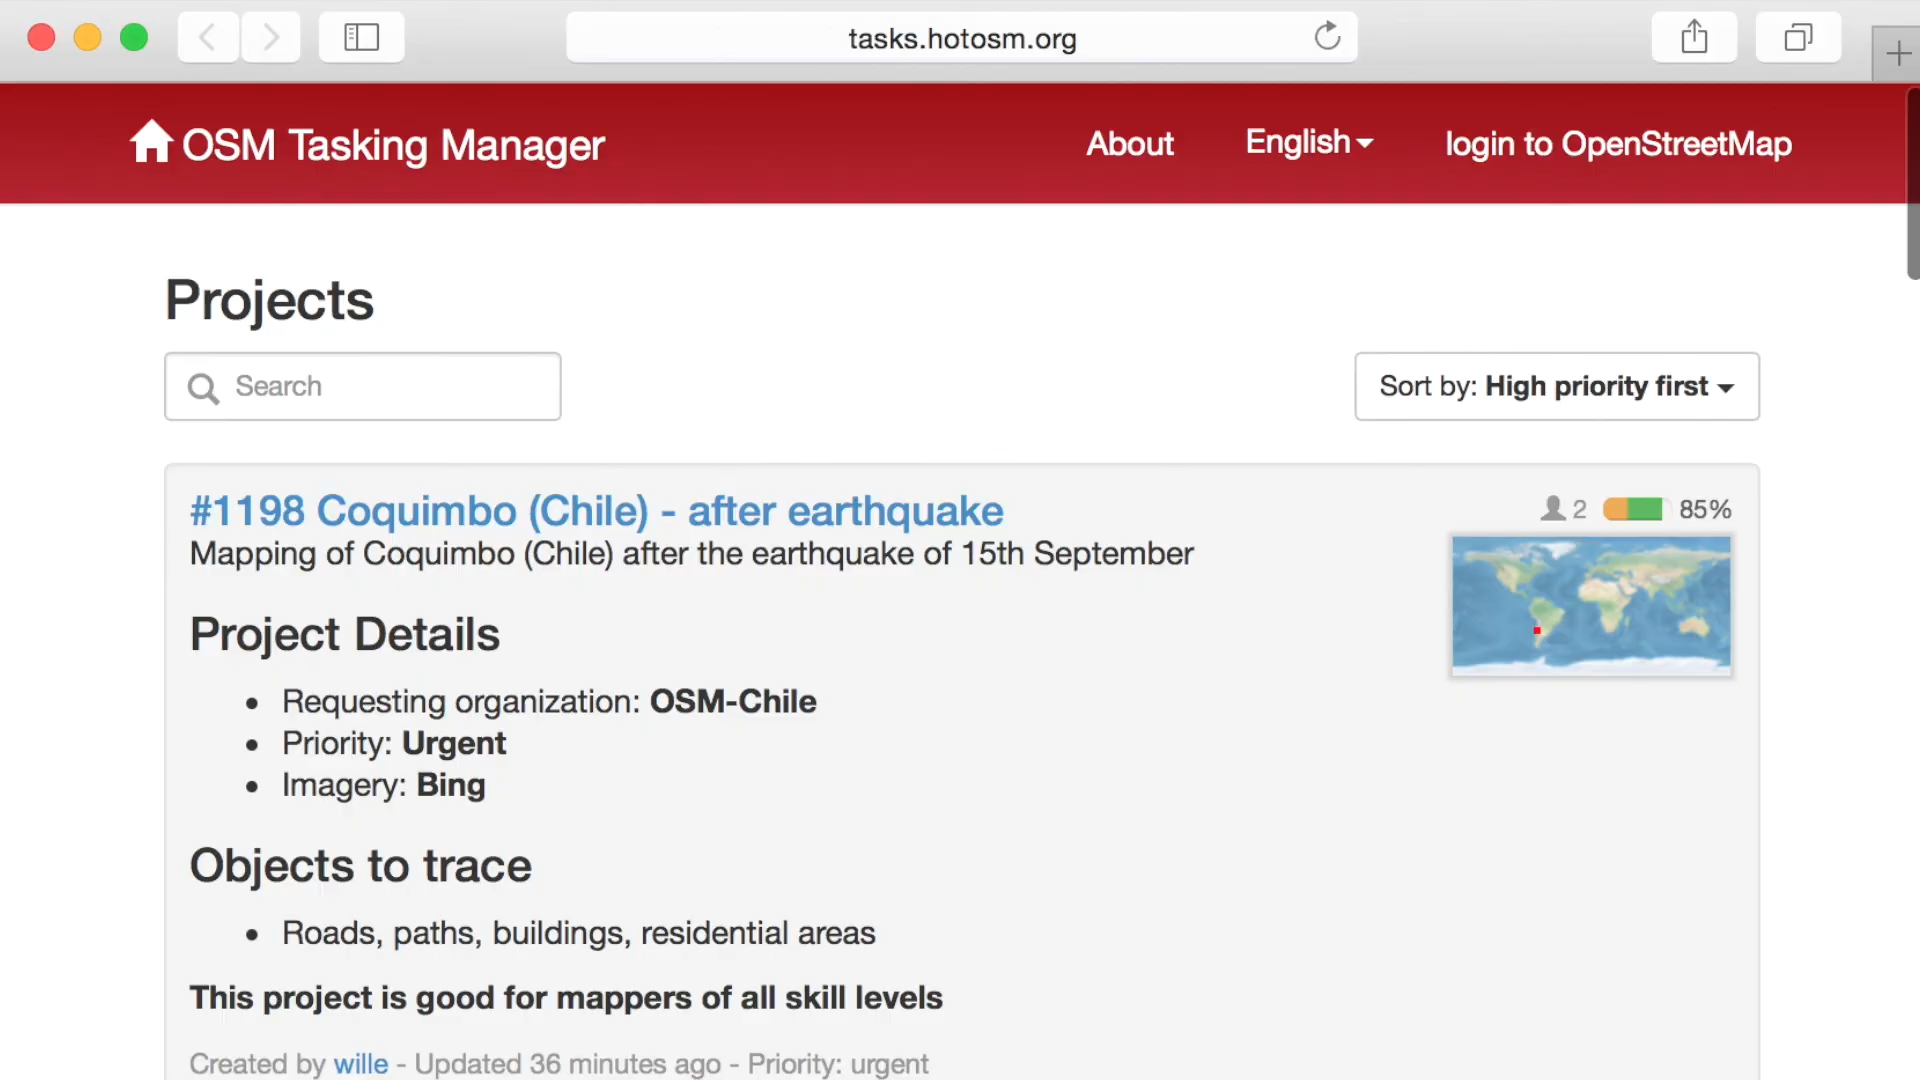 tasks.hotosm.org
OSM Tasking Manager
About
English
login to OpenStreetMap
Projects
Search
Sort by: High priority first
#1198 Coquimbo (Chile) - after earthquake
2
85%
Mapping of Coquimbo (Chile) after the earthquake of 15th September
Project Details
• Requesting organization: OSM-Chile
• Priority: Urgent
• Imagery: Bing
Objects to trace
• Roads, paths, buildings, residential areas
This project is good for mappers of all skill levels
Created by wille - Updated 36 minutes ago - Priority: urgent